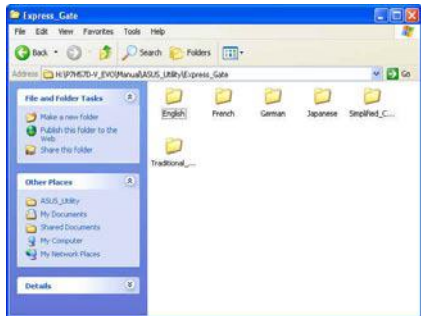 Express_Gate
File Edit View Favorites Tools Help
Back Search Folders
Address H:\P7H57D-V_EVO\Manual\ASUS_Utility\Express_Gate Go
File and Folder Tasks
Make a new folder
Publish this folder to the Web
Share this folder
Other Places
ASUS_Utility
My Documents
Shared Documents
My Computer
My Network Places
Details
English French German Japanese Simplified_C...
Traditional_...